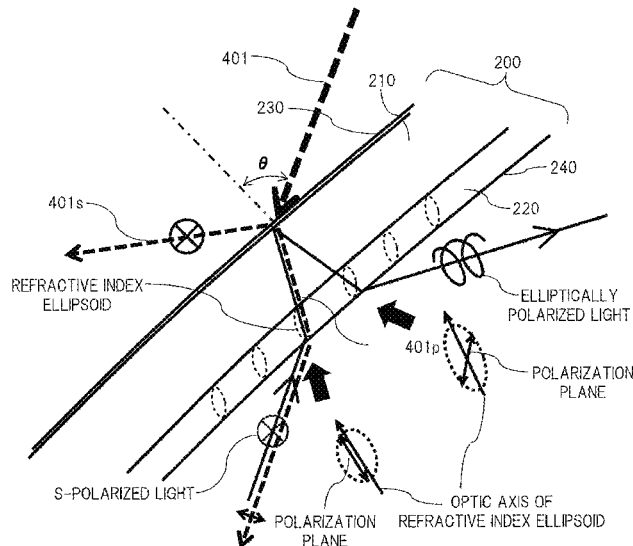 200
401
210
230
θ
240
401s
220
REFRACTIVE INDEX
ELLIPSOID
ELLIPTICALLY
POLARIZED LIGHT
401p
POLARIZATION
PLANE
S-POLARIZED LIGHT
OPTIC AXIS OF
REFRACTIVE INDEX ELLIPSOID
POLARIZATION
PLANE